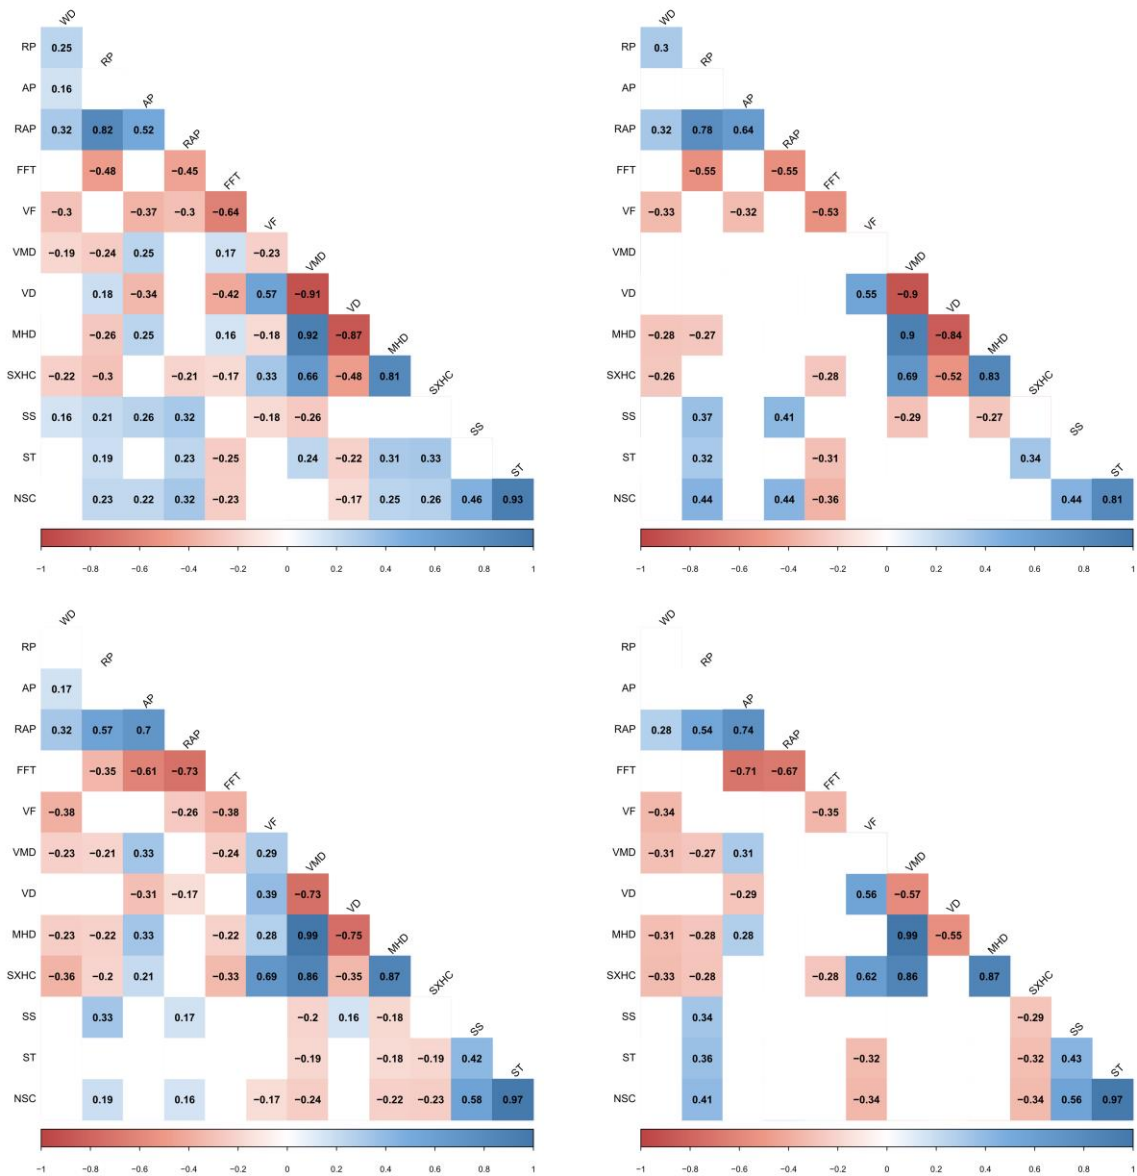 WD
RP 0.25
RP
AP 0.16
AP
RAP 0.32 0.82 0.52
RAP
FFT −0.48 −0.45
FFT
VF −0.3 −0.37 −0.3 −0.64
VF
VMD −0.19 −0.24 0.25 0.17 −0.23
VMD
VD 0.18 −0.34 −0.42 0.57 −0.91
VD
MHD −0.26 0.25 0.16 −0.18 0.92 −0.87
MHD
SXHC −0.22 −0.3 −0.21 −0.17 0.33 0.66 −0.48 0.81
SXHC
SS 0.16 0.21 0.26 0.32 −0.18 −0.26
SS
ST 0.19 0.23 −0.25 0.24 −0.22 0.31 0.33
ST
NSC 0.23 0.22 0.32 −0.23 −0.17 0.25 0.26 0.46 0.93
−1 −0.8 −0.6 −0.4 −0.2 0 0.2 0.4 0.6 0.8 1
WD
RP 0.3
RP
AP
AP
RAP 0.32 0.78 0.64
RAP
FFT −0.55 −0.55
FFT
VF −0.33 −0.32 −0.53
VF
VMD
VMD
VD 0.55 −0.9
VD
MHD −0.28 −0.27 0.9 −0.84
MHD
SXHC −0.26 −0.28 0.69 −0.52 0.83
SXHC
SS 0.37 0.41 −0.29 −0.27
SS
ST 0.32 −0.31 0.34
ST
NSC 0.44 0.44 −0.36 0.44 0.81
−1 −0.8 −0.6 −0.4 −0.2 0 0.2 0.4 0.6 0.8 1
WD
RP
RP
AP 0.17
AP
RAP 0.32 0.57 0.7
RAP
FFT −0.35 −0.61 −0.73
FFT
VF −0.38 −0.26 −0.38
VF
VMD −0.23 −0.21 0.33 −0.24 0.29
VMD
VD −0.31 −0.17 0.39 −0.73
VD
MHD −0.23 −0.22 0.33 −0.22 0.28 0.99 −0.75
MHD
SXHC −0.36 −0.2 0.21 −0.33 0.69 0.86 −0.35 0.87
SXHC
SS 0.33 0.17 −0.2 0.16 −0.18
SS
ST −0.19 −0.18 −0.19 0.42
ST
NSC 0.19 0.16 −0.17 −0.24 −0.22 −0.23 0.58 0.97
−1 −0.8 −0.6 −0.4 −0.2 0 0.2 0.4 0.6 0.8 1
WD
RP
RP
AP
AP
RAP 0.28 0.54 0.74
RAP
FFT −0.71 −0.67
FFT
VF −0.34 −0.35
VF
VMD −0.31 −0.27 0.31
VMD
VD −0.29 0.56 −0.57
VD
MHD −0.31 −0.28 0.28 0.99 −0.55
MHD
SXHC −0.33 −0.28 −0.28 0.62 0.86 0.87
SXHC
SS 0.34 −0.29
SS
ST 0.36 −0.32 −0.32 0.43
ST
NSC 0.41 −0.34 −0.34 0.56 0.97
−1 −0.8 −0.6 −0.4 −0.2 0 0.2 0.4 0.6 0.8 1